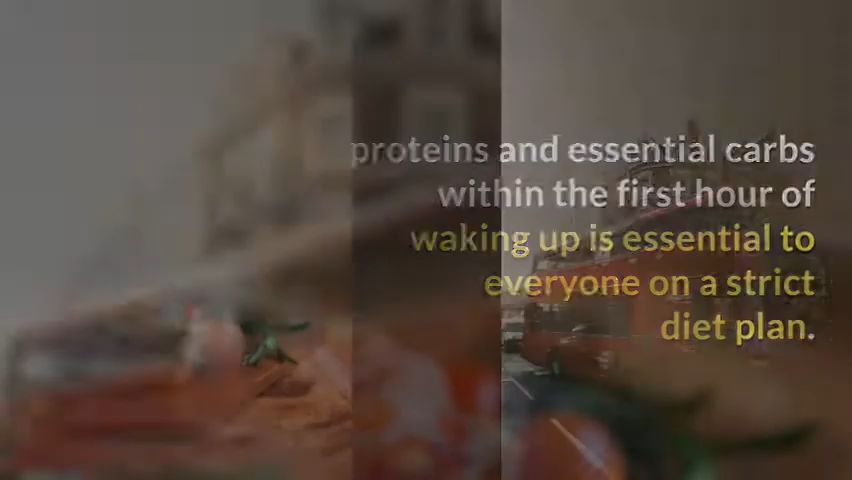 proteins and essential carbs
within the first hour of
waking up is essential to
everyone on a strict
diet plan.